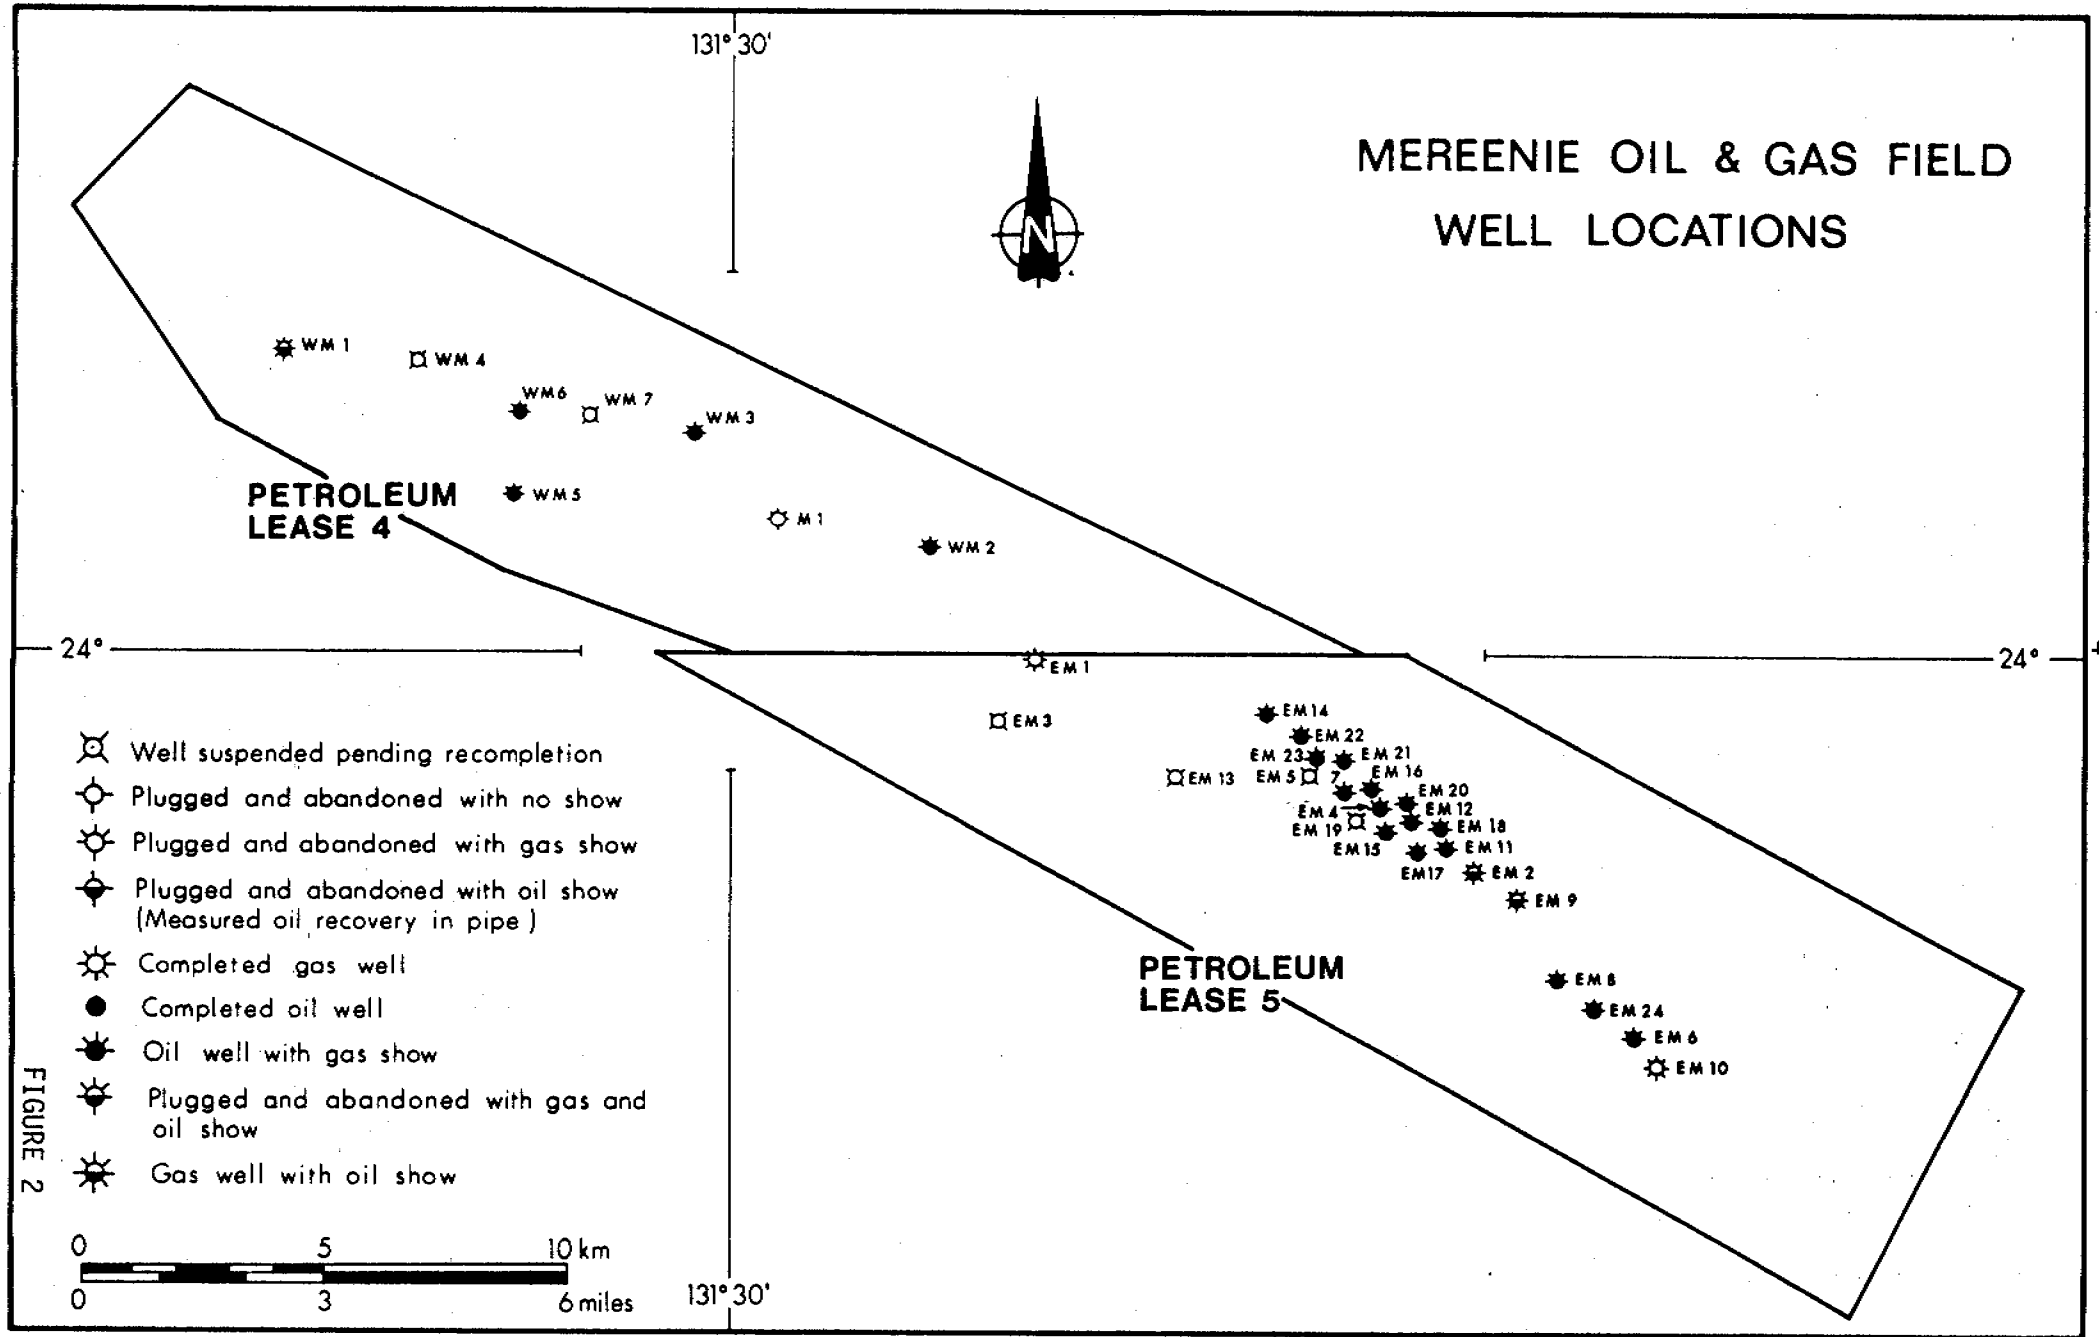 131° 30'
MEREENIE OIL & GAS FIELD
WELL LOCATIONS
N
WM 1
WM 4
WM6
WM 7
WM 3
PETROLEUM
LEASE 4
WM5
M 1
WM 2
24°
24°
EM 1
EM 3
EM 14
EM 22
EM 23
EM 21
EM 13
EM 5
7
EM 16
EM 20
EM 4
EM 12
EM 19
EM 18
EM 15
EM 11
EM17
EM 2
EM 9
PETROLEUM
LEASE 5
EM 8
EM 24
EM 6
EM 10
Well suspended pending recompletion
Plugged and abandoned with no show
Plugged and abandoned with gas show
Plugged and abandoned with oil show
(Measured oil recovery in pipe )
Completed gas well
Completed oil well
Oil well with gas show
Plugged and abandoned with gas and
oil show
Gas well with oil show
0 5 10 km
0 3 6 miles
131° 30'
FIGURE 2